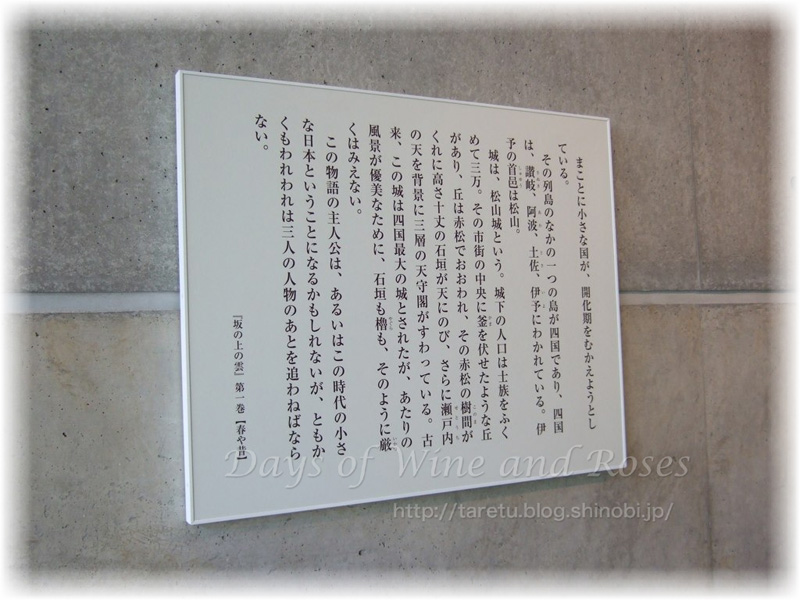 まことに小さな国が、開化期をむかえようとし
ている。
その列島のなかの一つの島が四国であり、四国
は、讃岐、阿波、土佐、伊予にわかれている。伊
予の首邑は松山。
城は、松山城という。城下の人口は士族をふく
めて三万。その市街の中央に釜を伏せたような丘
があり、丘は赤松でおおわれ、その赤松の樹間が
くれに高さ十丈の石垣が天にのび、さらに瀬戸内
の天を背景に三層の天守閣がすわっている。古
来、この城は四国最大の城とされたが、あたりの
風景が優美なために、石垣も櫓も、そのように厳
くはみえない。
この物語の主人公は、あるいはこの時代の小さ
な日本ということになるかもしれないが、ともか
くもわれわれは三人の人物のあとを追わねばなら
ない。
『坂の上の雲』第一巻【春や昔】
Days of Wine and Roses
http://taretu.blog.shinobi.jp/